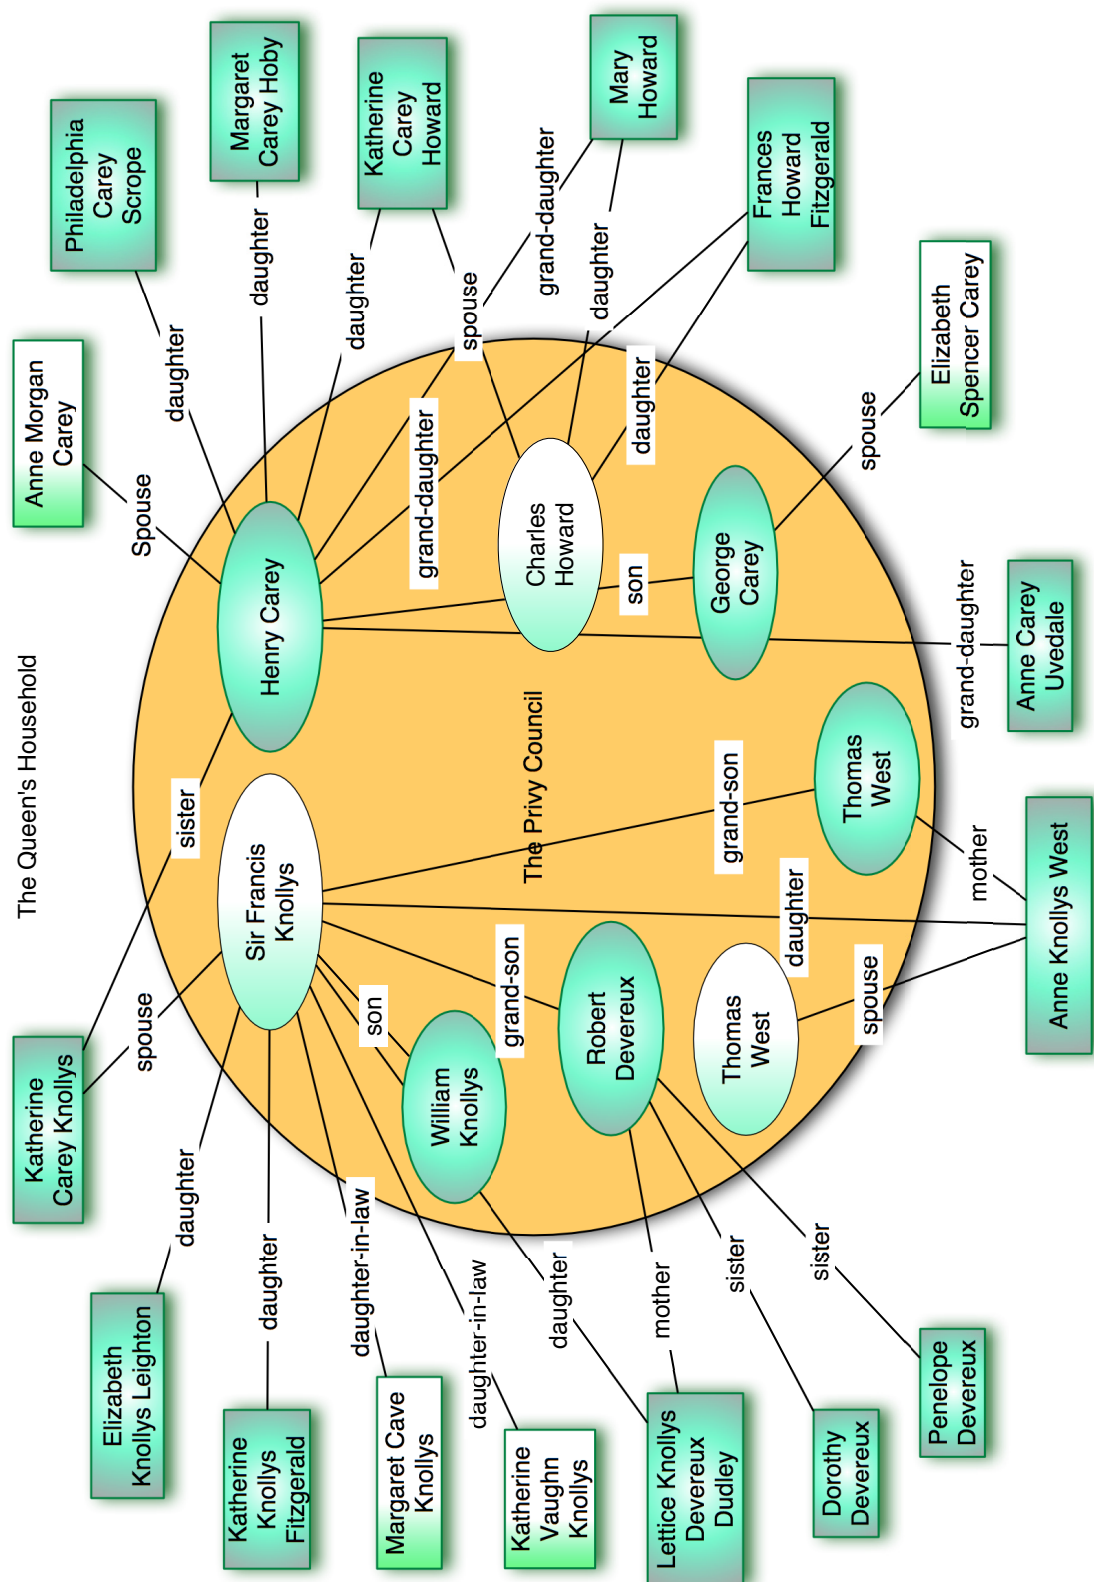 The Queen's Household
Katherine
Carey Knollys
Anne Morgan
Carey
Elizabeth
Knollys Leighton
Philadelphia
Carey
Scrope
spouse
Spouse
daughter
sister
daughter
Katherine
Knollys
Fitzgerald
daughter
Sir Francis
Knollys
Henry Carey
daughter
Margaret
Carey Hoby
Margaret Cave
Knollys
daughter-in-law
son
daughter
Katherine
Carey
Howard
grand-daughter
William
Knollys
spouse
daughter-in-law
Katherine
Vaughn
Knollys
grand-son
The Privy Council
Charles
Howard
grand-daughter
daughter
daughter
Mary
Howard
Robert
Devereux
son
daughter
Lettice Knollys
Devereux
Dudley
mother
sister
Thomas
West
grand-son
George
Carey
Frances
Howard
Fitzgerald
daughter
sister
Dorothy
Devereux
spouse
Thomas
West
spouse
Elizabeth
Spencer Carey
Penelope
Devereux
mother
grand-daughter
Anne Knollys West
Anne Carey
Uvedale